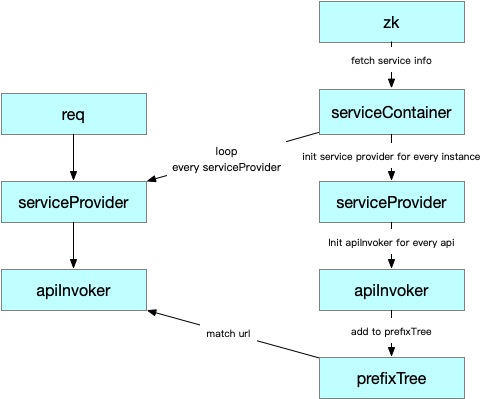 zk
fetch service info
req
serviceContainer
loop
every serviceProvider
init service provider for every instance
serviceProvider
serviceProvider
Init apiInvoker for every api
apiInvoker
apiInvoker
add to prefixTree
match url
prefixTree